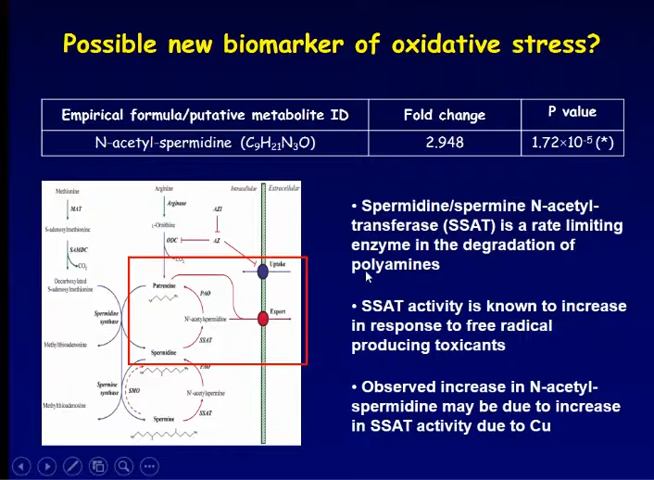 Possible new biomarker of oxidative stress?
Empirical formula/putative metabolite ID
Fold change
P value
N-acetyl-spermidine (C₉H₂₁N₃O)
2.948
1.72×10⁻⁵ (*)
Methionine
Arginine
Intracellular
Extracellular
MAT
Arginase
AZI
S-adenosylmethionine
L-Ornithine
ODC
AZ
SAMDC
CO₂
CO₂
Uptake
Decarboxylated
S-adenosylmethionine
Putrescine
PAO
Export
Spermidine
synthase
N¹-acetylspermidine
SSAT
Methylthioadenosine
Spermidine
PAO
Spermine
synthase
SMO
N¹-acetylspermine
Methylthioadenosine
SSAT
Spermine
• Spermidine/spermine N-acetyl-
transferase (SSAT) is a rate limiting
enzyme in the degradation of
polyamines
• SSAT activity is known to increase
in response to free radical
producing toxicants
• Observed increase in N-acetyl-
spermidine may be due to increase
in SSAT activity due to Cu